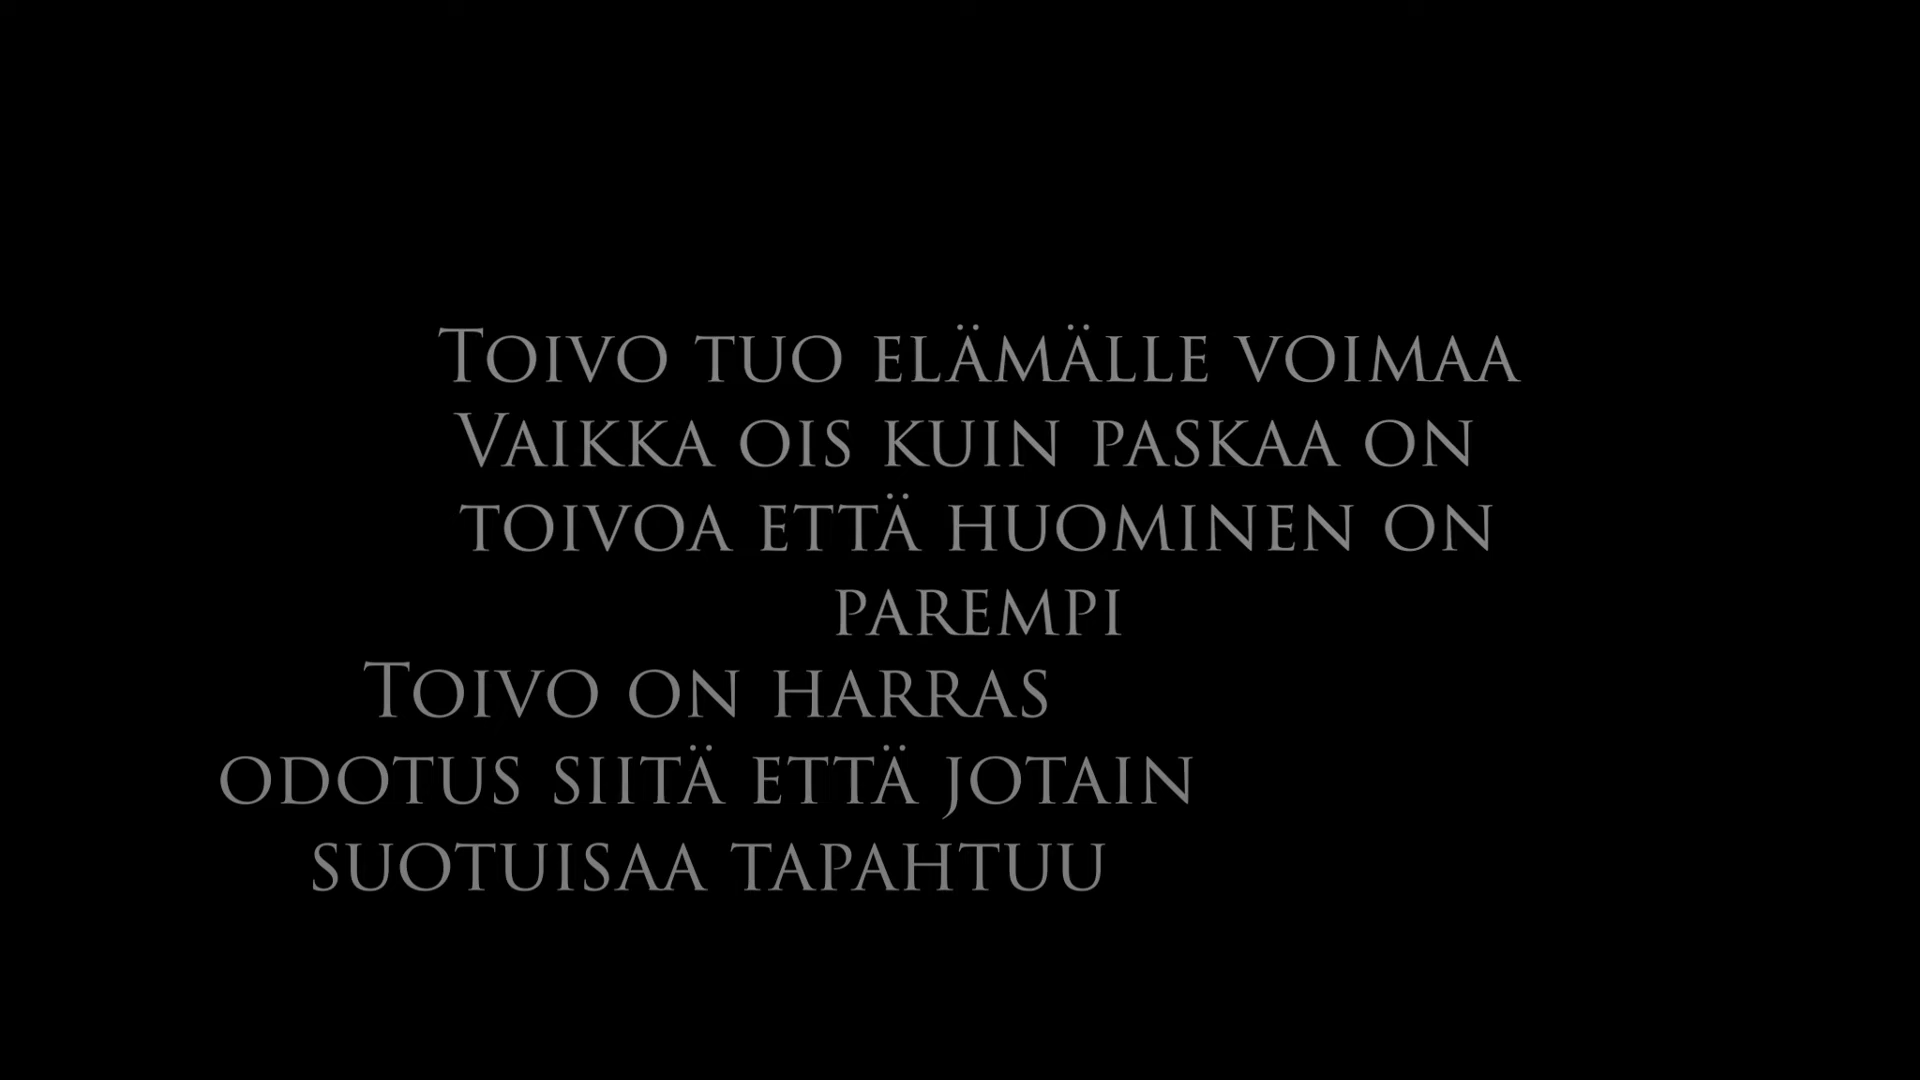 Toivo tuo elämälle voimaa
Vaikka ois kuin paskaa on
toivoa että huominen on
parempi
Toivo on harras
odotus siitä että jotain
suotuisaa tapahtuu